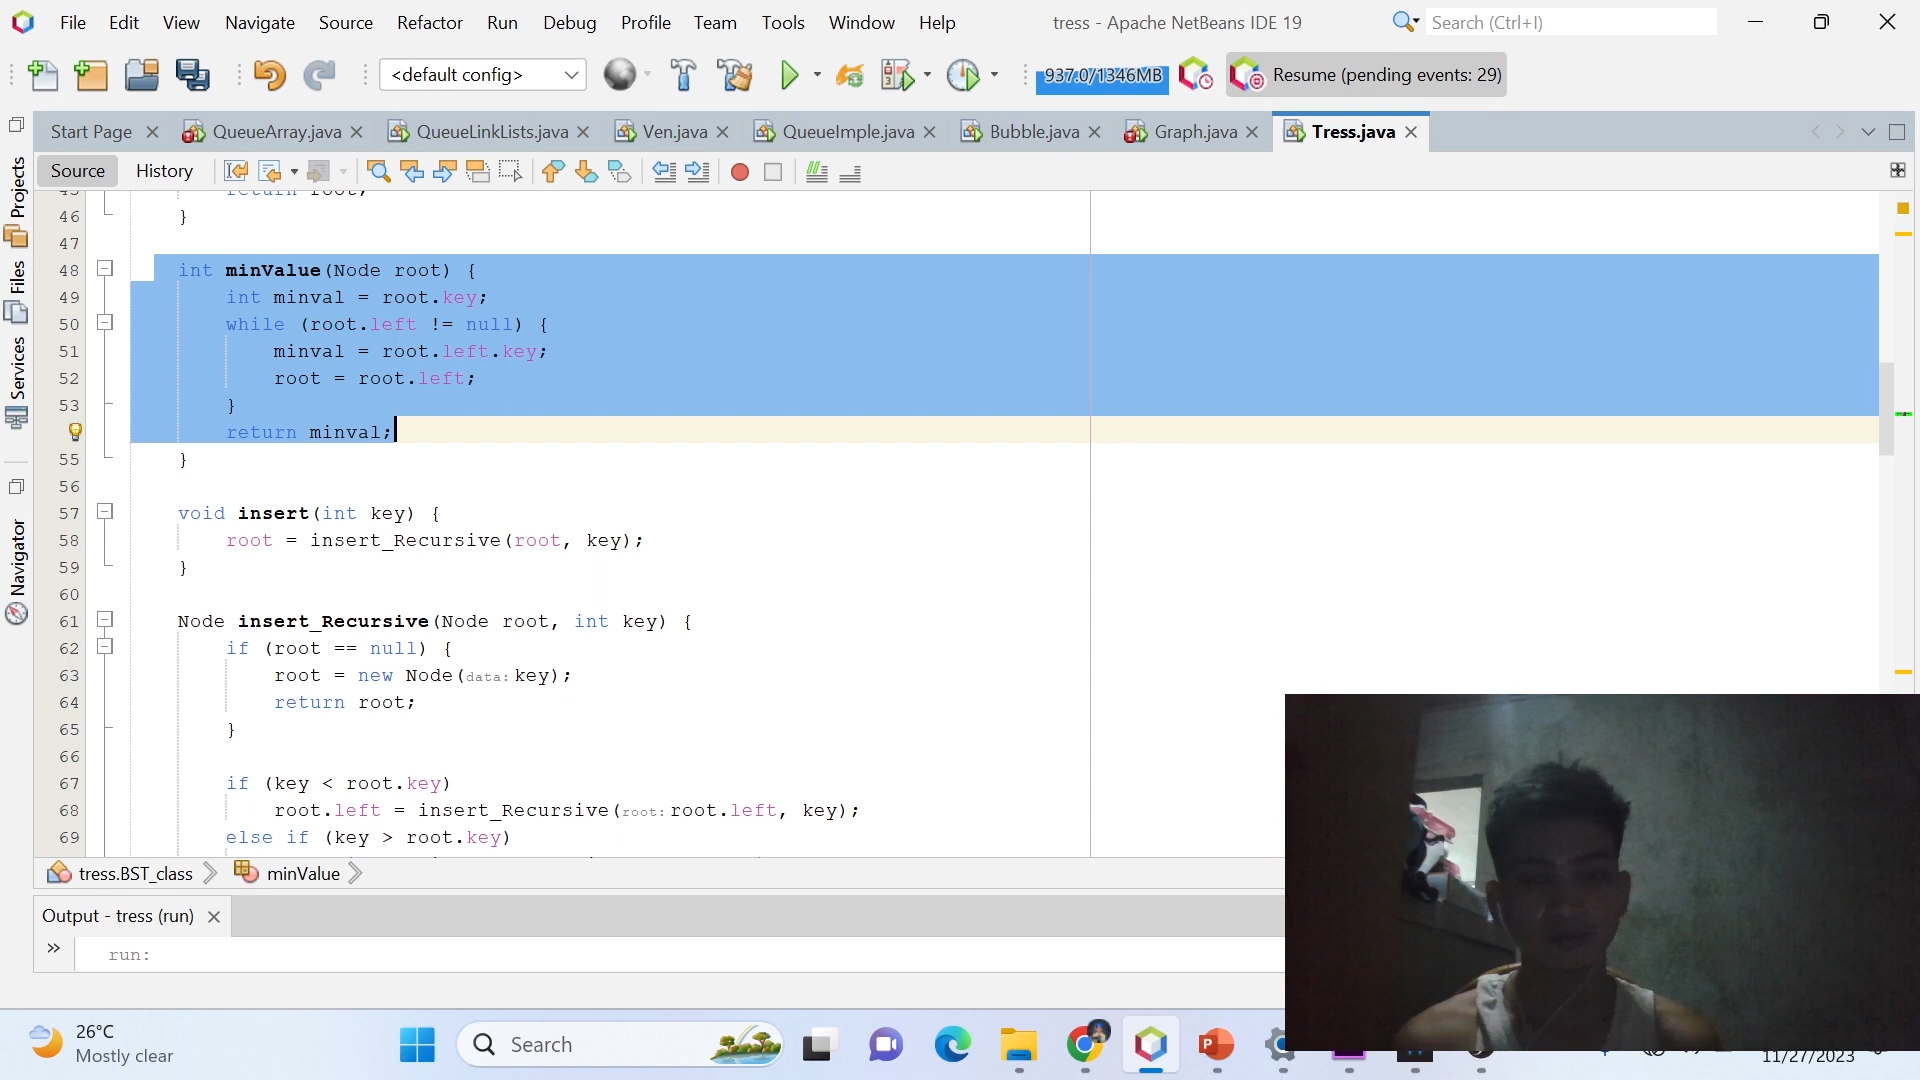 File Edit View Navigate Source Refactor Run Debug Profile Team Tools Window Help tress - Apache NetBeans IDE 19 Search (Ctrl+I)
<default config> 937.0/1346MB Resume (pending events: 29)
Start Page QueueArray.java QueueLinkLists.java Ven.java QueueImple.java Bubble.java Graph.java Tress.java
Source History
Projects
Files
Services
Navigator
45 return root;
46 }
47
48 int minValue(Node root) {
49 int minval = root.key;
50 while (root.left != null) {
51 minval = root.left.key;
52 root = root.left;
53 }
return minval;
55 }
56
57 void insert(int key) {
58 root = insert_Recursive(root, key);
59 }
60
61 Node insert_Recursive(Node root, int key) {
62 if (root == null) {
63 root = new Node(data: key);
64 return root;
65 }
66
67 if (key < root.key)
68 root.left = insert_Recursive(root: root.left, key);
69 else if (key > root.key)
tress.BST_class minValue
Output - tress (run)
run:
26°C
Mostly clear
Search
11/27/2023